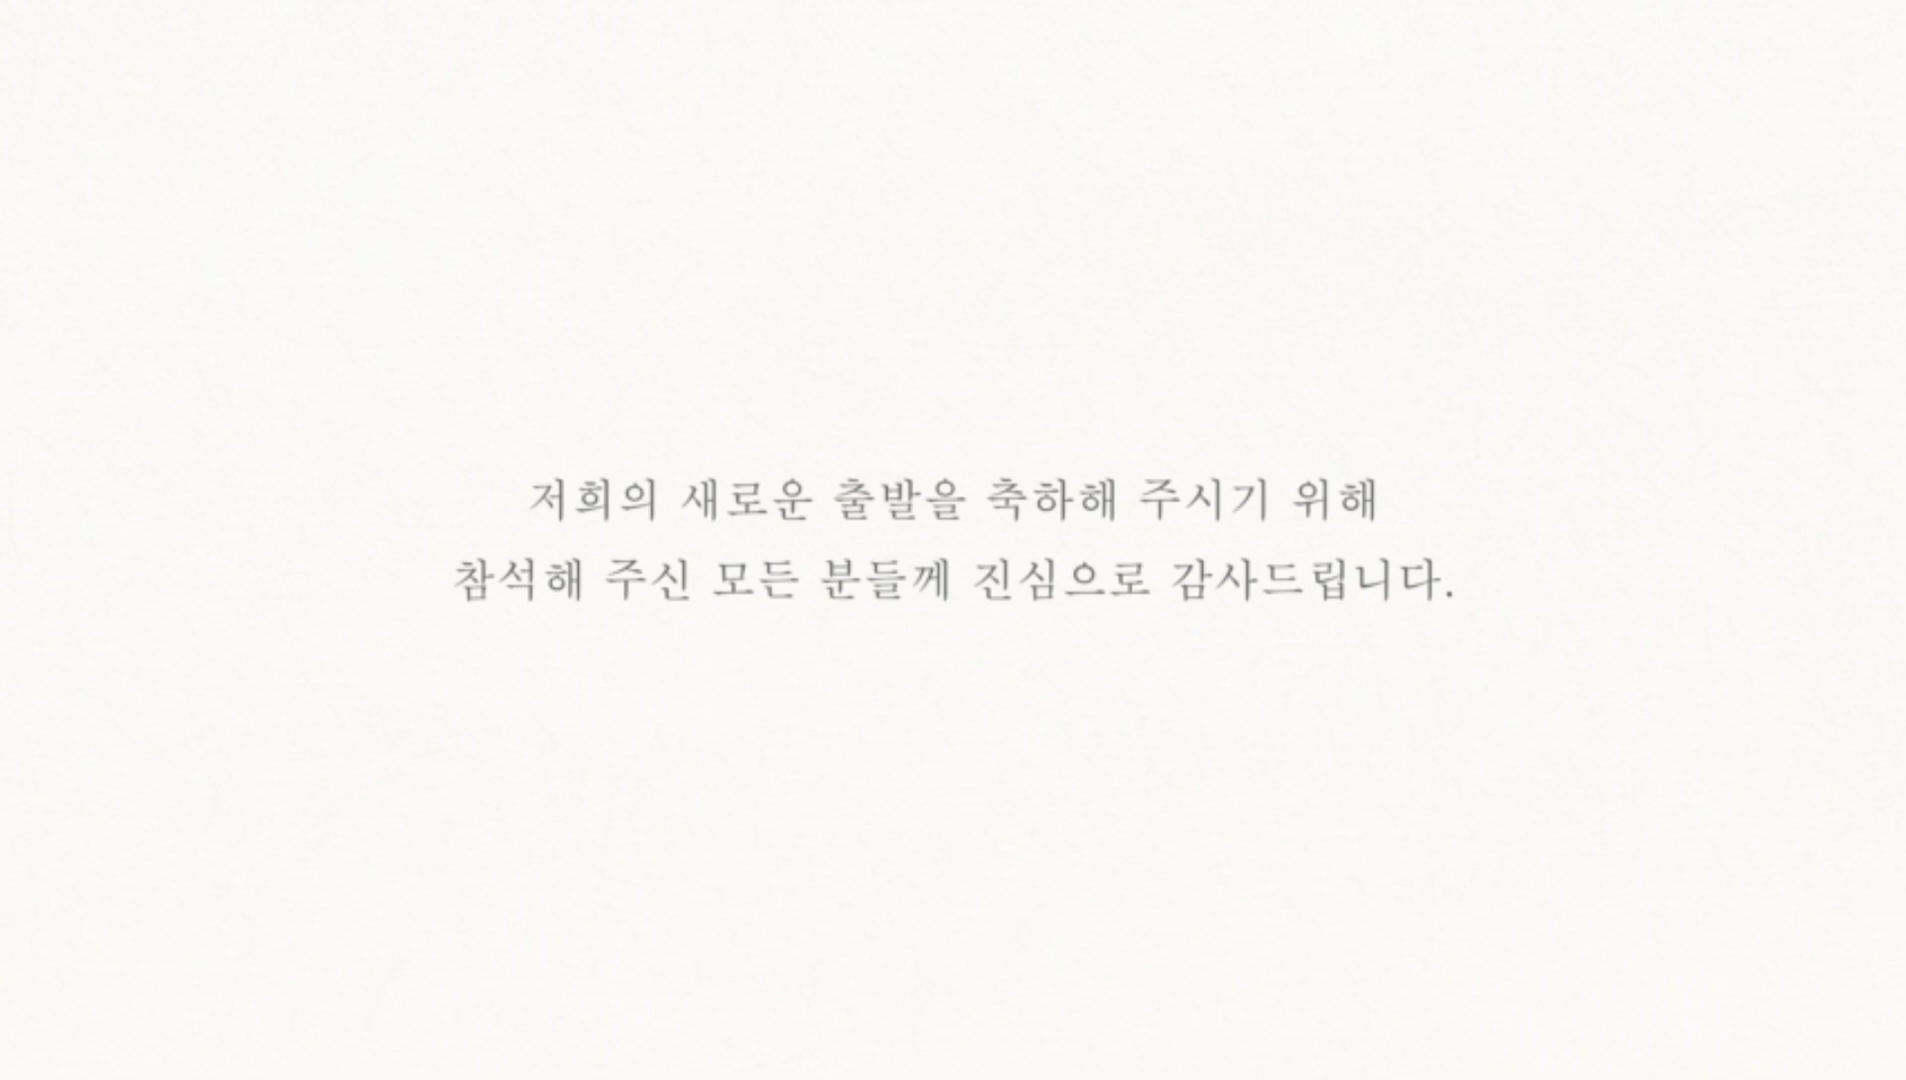 저희의 새로운 출발을 축하해 주시기 위해
참석해 주신 모든 분들께 진심으로 감사드립니다.